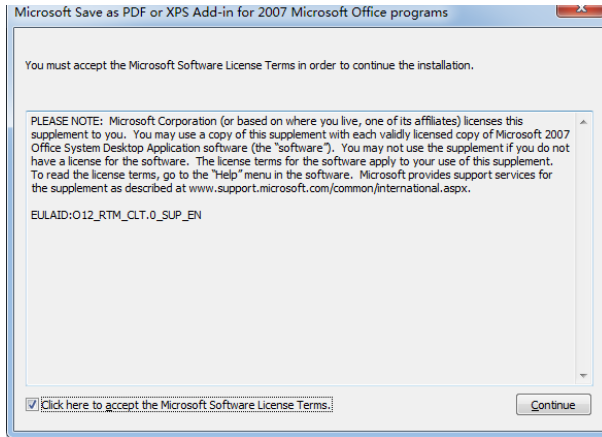 Microsoft Save as PDF or XPS Add-in for 2007 Microsoft Office programs
You must accept the Microsoft Software License Terms in order to continue the installation.
PLEASE NOTE:  Microsoft Corporation (or based on where you live, one of its affiliates) licenses this
supplement to you.  You may use a copy of this supplement with each validly licensed copy of Microsoft 2007
Office System Desktop Application software (the "software").  You may not use the supplement if you do not
have a license for the software.  The license terms for the software apply to your use of this supplement.
To read the license terms, go to the "Help" menu in the software.  Microsoft provides support services for
the supplement as described at www.support.microsoft.com/common/international.aspx.
EULAID:O12_RTM_CLT.0_SUP_EN
Click here to accept the Microsoft Software License Terms.
Continue